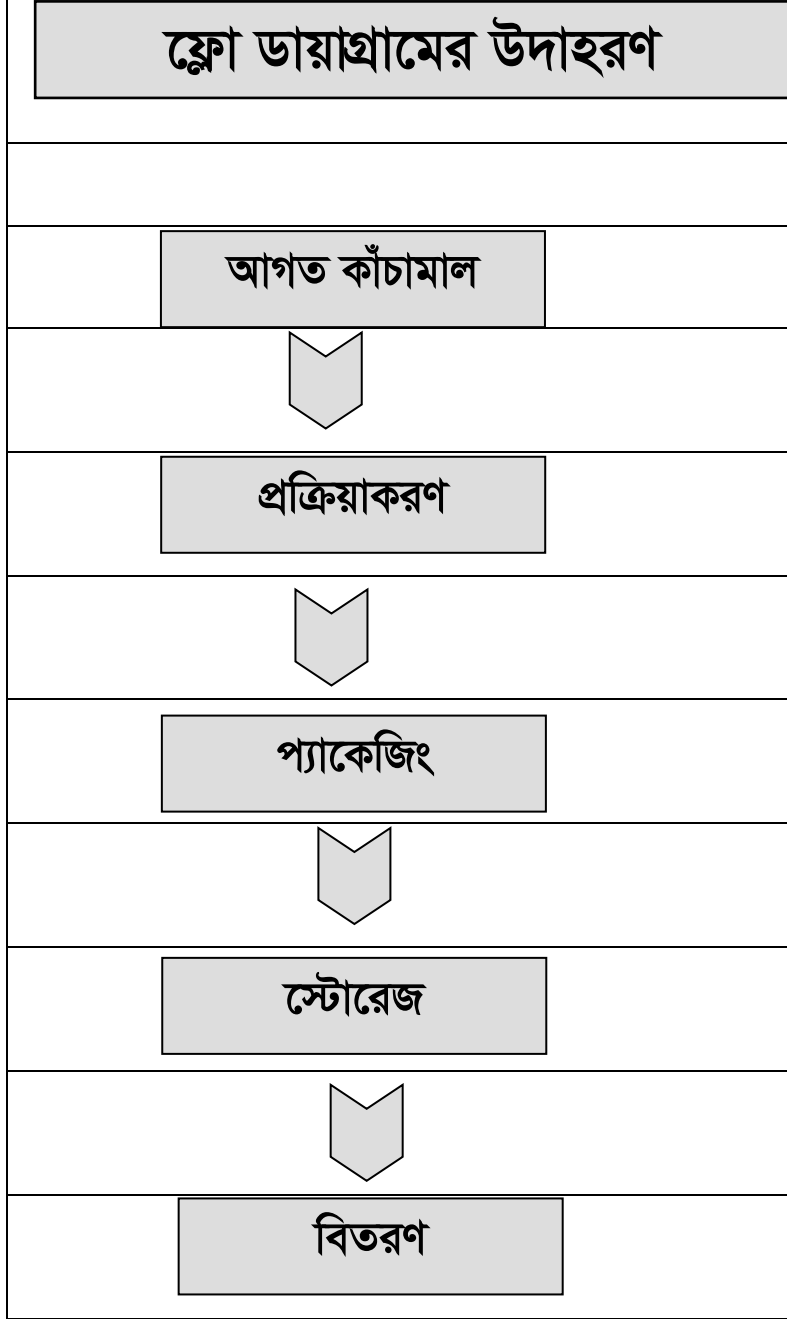 ফ্লো ডায়াগ্রামের উদাহরণ
আগত কাঁচামাল
প্রক্রিয়াকরণ
প্যাকেজিং
স্টোরেজ
বিতরণ